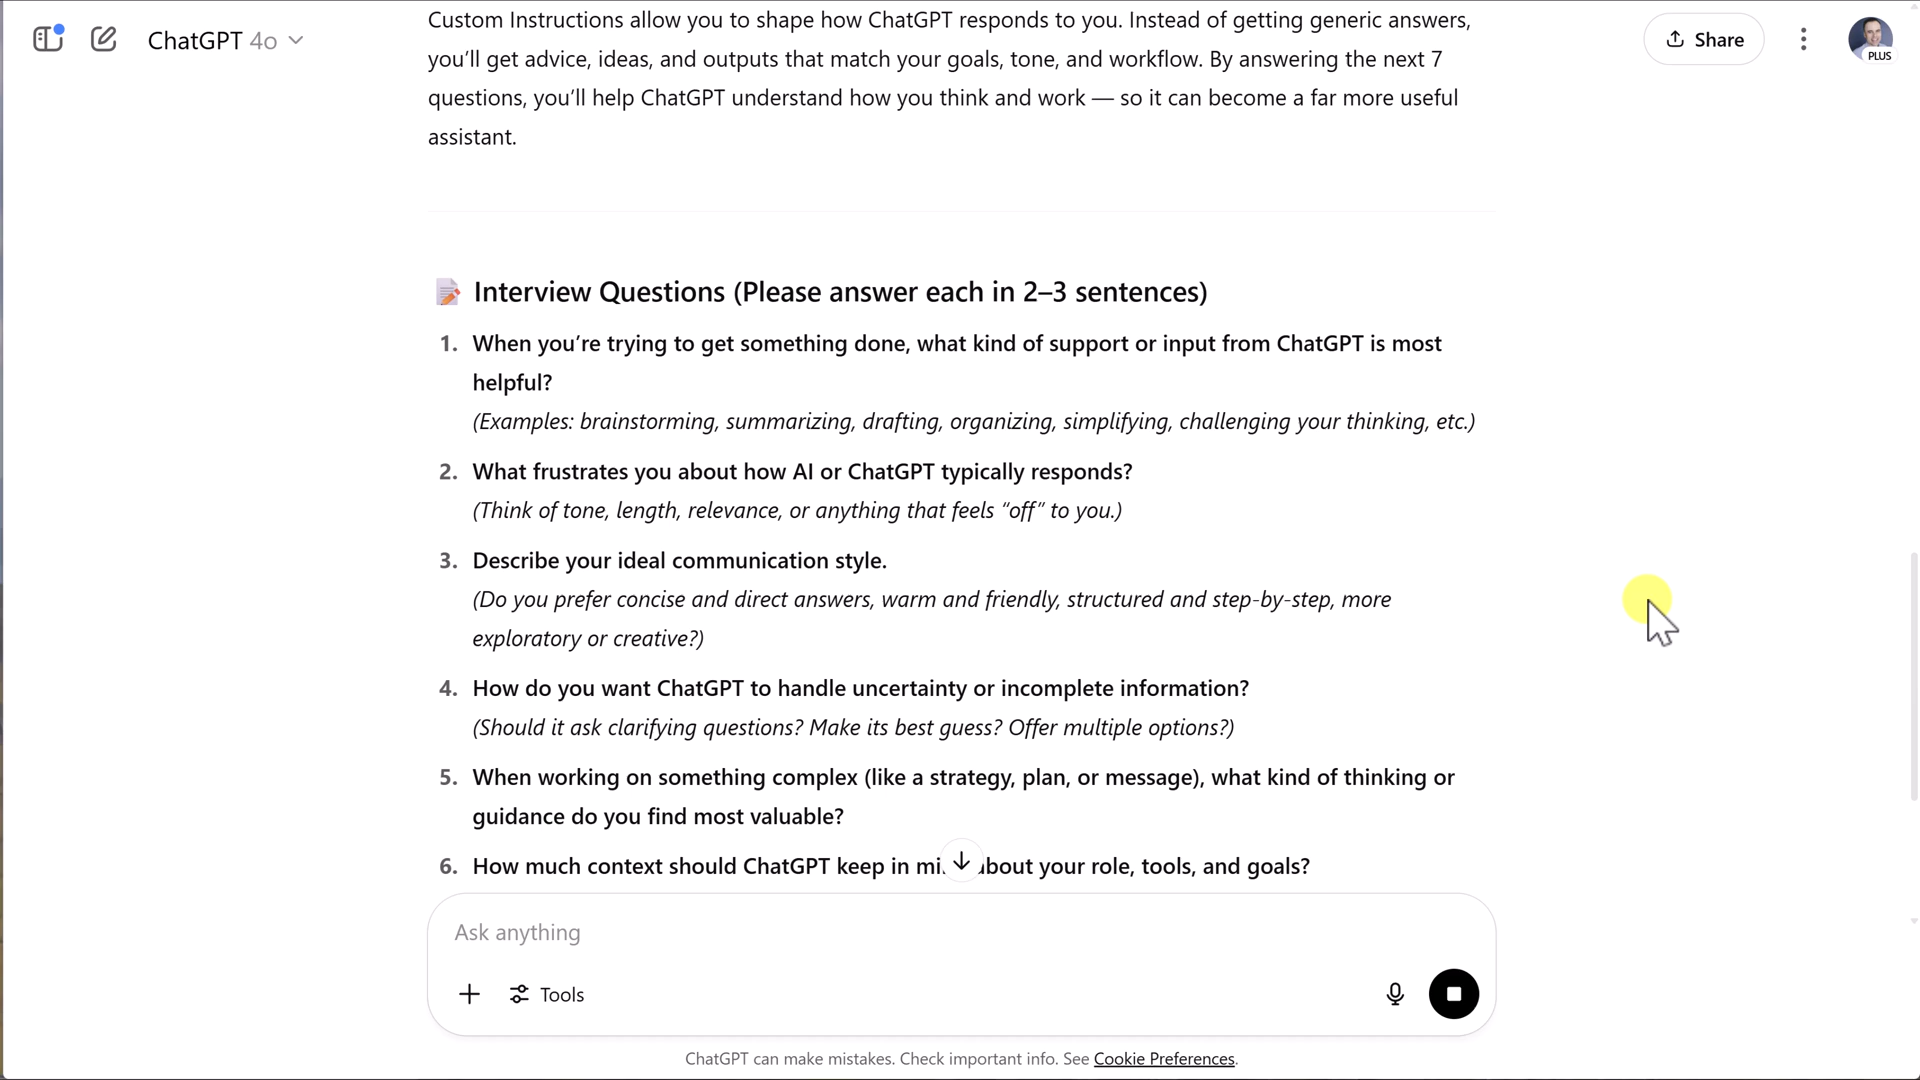 ChatGPT 4o
Share
PLUS
Custom Instructions allow you to shape how ChatGPT responds to you. Instead of getting generic answers,
you’ll get advice, ideas, and outputs that match your goals, tone, and workflow. By answering the next 7
questions, you’ll help ChatGPT understand how you think and work — so it can become a far more useful
assistant.
Interview Questions (Please answer each in 2–3 sentences)
1. When you’re trying to get something done, what kind of support or input from ChatGPT is most
helpful?
(Examples: brainstorming, summarizing, drafting, organizing, simplifying, challenging your thinking, etc.)
2. What frustrates you about how AI or ChatGPT typically responds?
(Think of tone, length, relevance, or anything that feels “off” to you.)
3. Describe your ideal communication style.
(Do you prefer concise and direct answers, warm and friendly, structured and step-by-step, more
exploratory or creative?)
4. How do you want ChatGPT to handle uncertainty or incomplete information?
(Should it ask clarifying questions? Make its best guess? Offer multiple options?)
5. When working on something complex (like a strategy, plan, or message), what kind of thinking or
guidance do you find most valuable?
6. How much context should ChatGPT keep in your role, tools, and goals?
Ask anything
Tools
ChatGPT can make mistakes. Check important info. See Cookie Preferences.